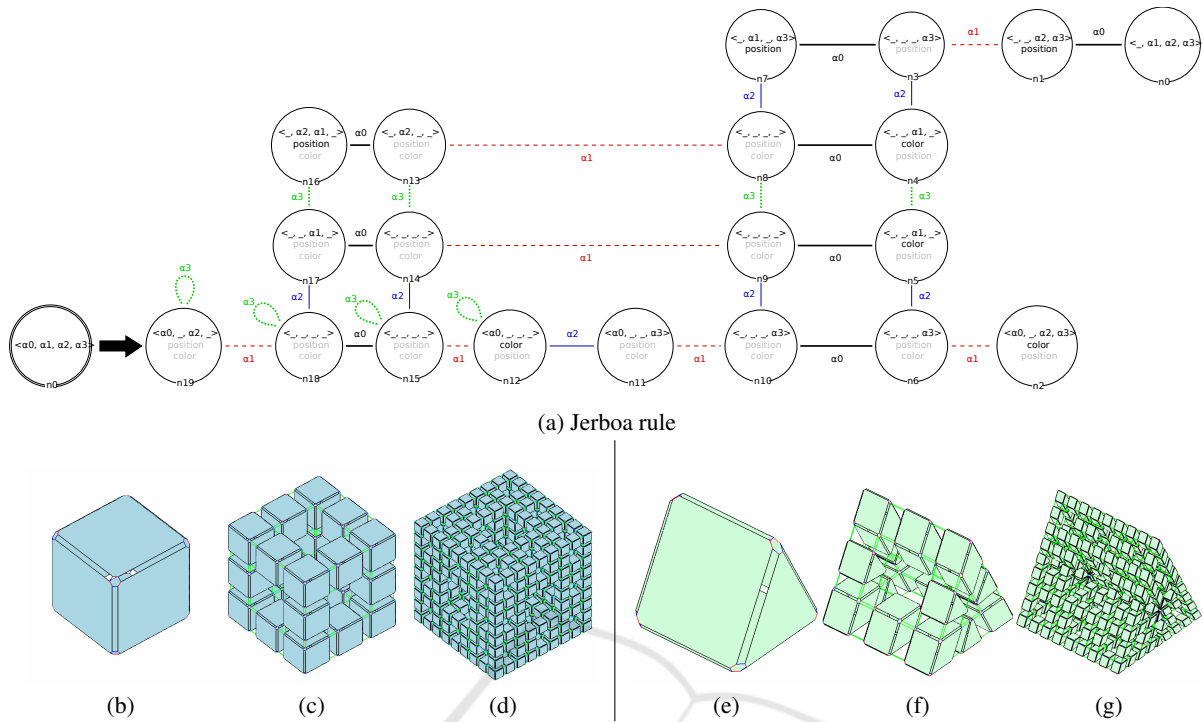 <_, α1, _, α3>
position
n7
α0
<_, _, _, α3>
position
n3
α1
<_, α2, α3>
position
n1
α0
<_, α1, α2, α3>
n0
α2
α2
<_, α2, α1, _>
position
color
n16
α0
<_, α2, _, _>
position
color
n13
α1
<_, _, _, _>
position
color
n8
α0
<_, _, α1, _>
color
position
n4
α3
α3
α3
α3
<_, _, α1, _>
position
color
n17
α0
<_, _, _, _>
position
color
n14
α1
<_, _, _, _>
position
color
n9
α0
<_, _, α1, _>
color
position
n5
α3
α3
α3
α3
α2
α2
α2
α2
<α0, α1, α2, α3>
n0
<α0, _, α2, _>
position
color
n19
α1
<_, _, _, _>
position
color
n18
α0
<_, _, _, _>
position
color
n15
α1
<α0, _, _, _>
color
position
n12
α2
<α0, _, _, α3>
position
color
n11
α1
<_, _, _, α3>
position
color
n10
α0
<_, _, _, α3>
position
color
n6
α1
<α0, _, α2, α3>
color
position
n2
(a) Jerboa rule
(b)
(c)
(d)
(e)
(f)
(g)